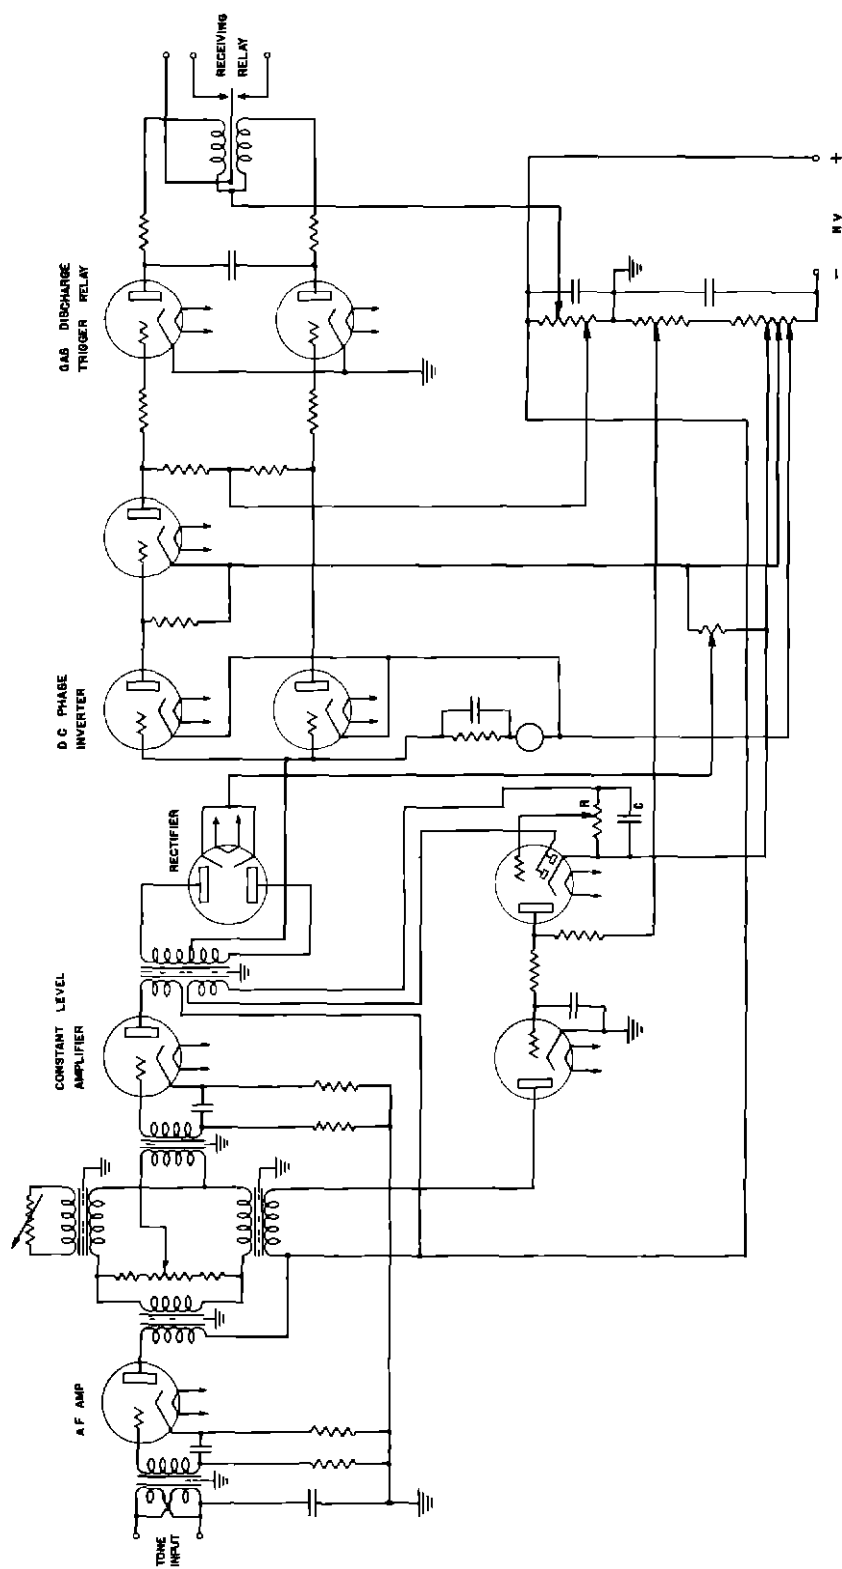 TONE
INPUT
A F AMP
CONSTANT LEVEL
AMPLIFIER
RECTIFIER
D C PHASE
INVERTER
GAS DISCHARGE
TRIGGER RELAY
RECEIVING
RELAY
R
C
+
H V
-